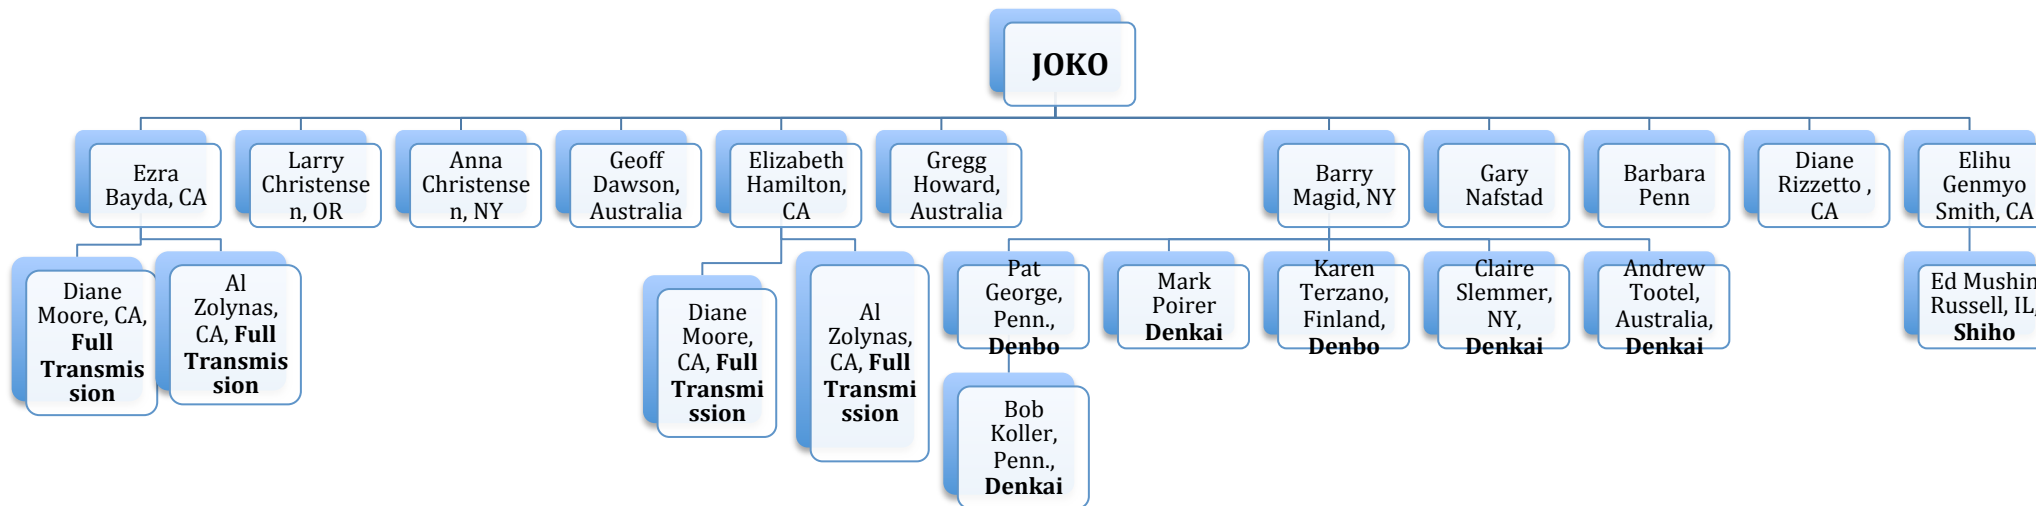 JOKO
Ezra
Bayda, CA
Larry
Christense
n, OR
Anna
Christense
n, NY
Geoff
Dawson,
Australia
Elizabeth
Hamilton,
CA
Gregg
Howard,
Australia
Barry
Magid, NY
Gary
Nafstad
Barbara
Penn
Diane
Rizzetto ,
CA
Elihu
Genmyo
Smith, CA
Diane
Moore, CA,
Full
Transmis
sion
Al
Zolynas,
CA, Full
Transmis
sion
Diane
Moore,
CA, Full
Transmi
ssion
Al
Zolynas,
CA, Full
Transmi
ssion
Pat
George,
Penn.,
Denbo
Mark
Poirer
Denkai
Karen
Terzano,
Finland,
Denbo
Claire
Slemmer,
NY,
Denkai
Andrew
Tootel,
Australia,
Denkai
Ed Mushin
Russell, IL,
Shiho
Bob
Koller,
Penn.,
Denkai